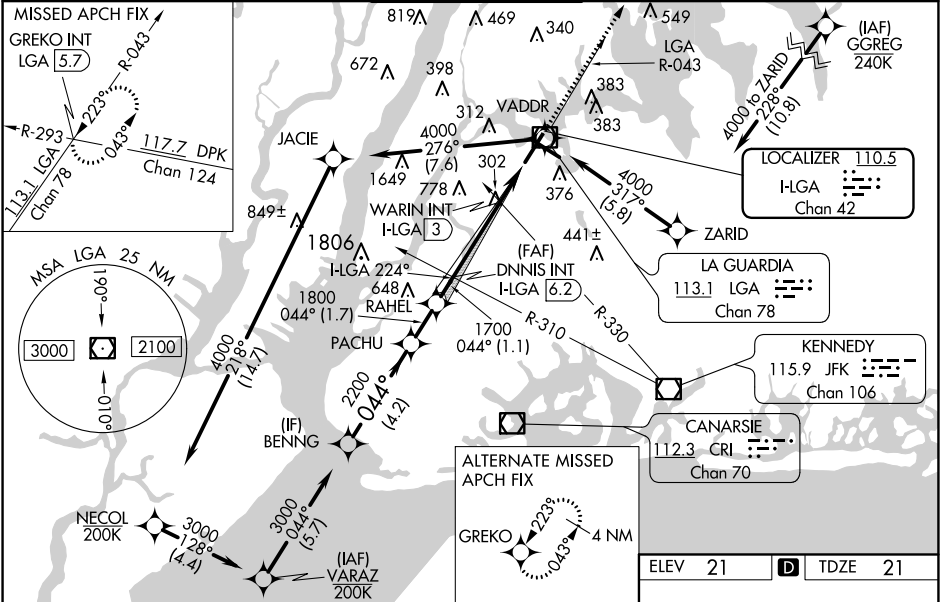 MISSED APCH FIX
GREKO INT
LGA 5.7
R-043
223°
043°
R-293
113.1 LGA
Chan 78
117.7 DPK
Chan 124
819
469
340
549
672
398
312
383
383
LGA
R-043
VADDR
(IAF)
GGREG
240K
4000 to ZARID
228°
(10.8)
JACIE
4000
276°
(7.6)
1649
778
302
376
4000
317°
(5.8)
ZARID
LOCALIZER 110.5
I-LGA
Chan 42
849±
1806
WARIN INT
I-LGA 3
441±
(FAF)
DNNIS INT
I-LGA 6.2
I-LGA 224°
648
RAHEL
1800
044° (1.7)
PACHU
1700
044° (1.1)
R-310
R-330
LA GUARDIA
113.1 LGA
Chan 78
KENNEDY
115.9 JFK
Chan 106
CANARSIE
112.3 CRI
Chan 70
MSA LGA 25 NM
190°
3000
2100
010°
4000
218°
(14.7)
2200
044°
(4.2)
(IF)
BENNG
3000
044°
(5.7)
NECOL
200K
3000
128°
(4.4)
(IAF)
VARAZ
200K
ALTERNATE MISSED
APCH FIX
GREKO
223°
043°
4 NM
ELEV 21 D TDZE 21